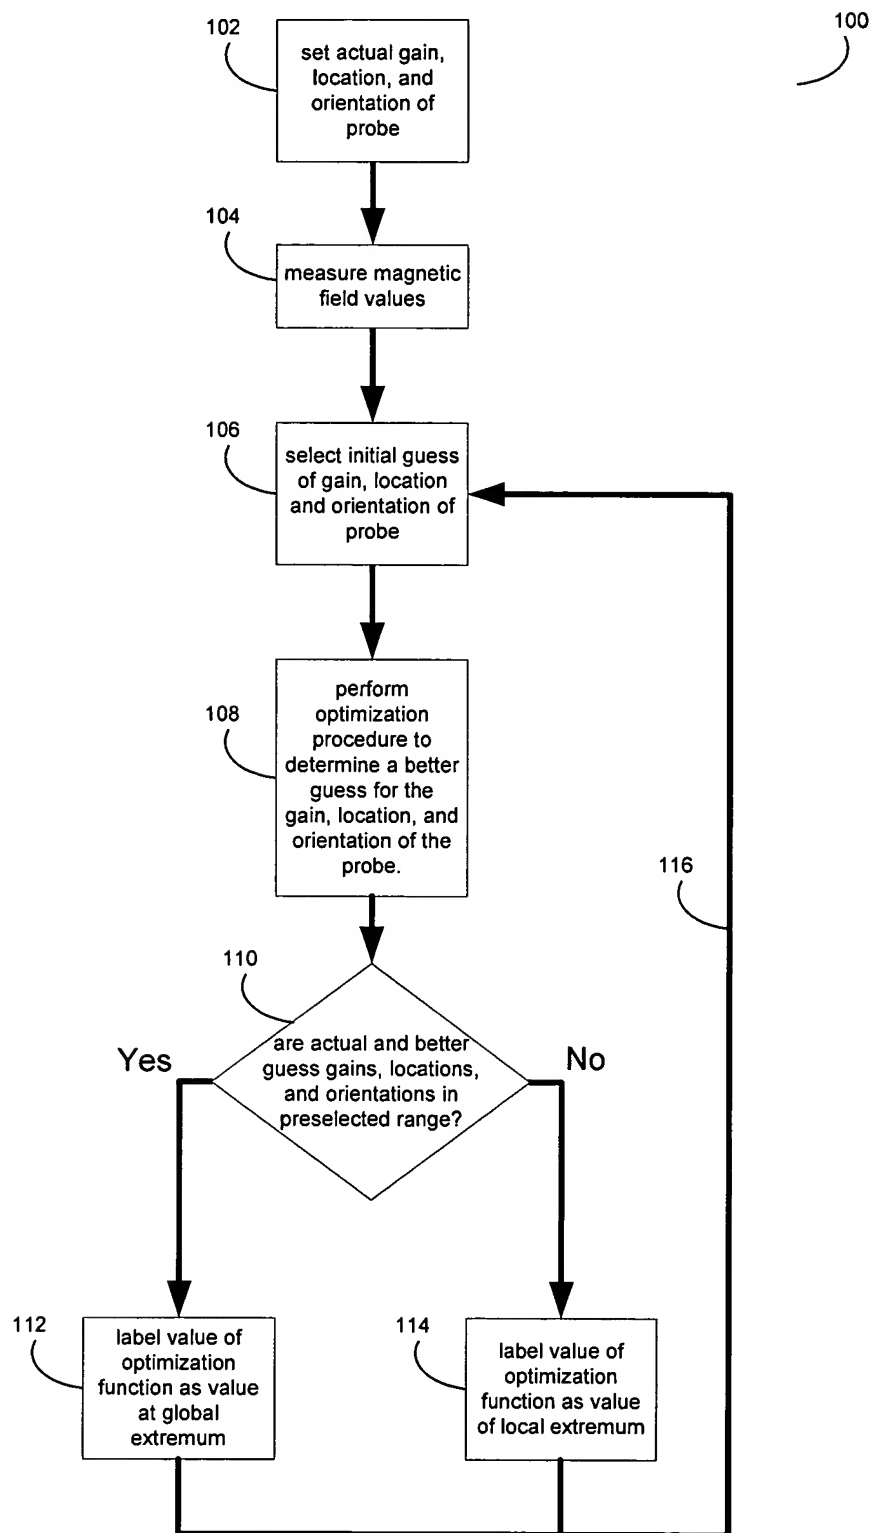 100
102
set actual gain,
location, and
orientation of
probe
104
measure magnetic
field values
106
select initial guess
of gain, location
and orientation of
probe
108
perform
optimization
procedure to
determine a better
guess for the
gain, location, and
orientation of the
probe.
116
110
are actual and better
guess gains, locations,
and orientations in
preselected range?
Yes
No
112
label value of
optimization
function as value
at global
extremum
114
label value of
optimization
function as value
of local extremum